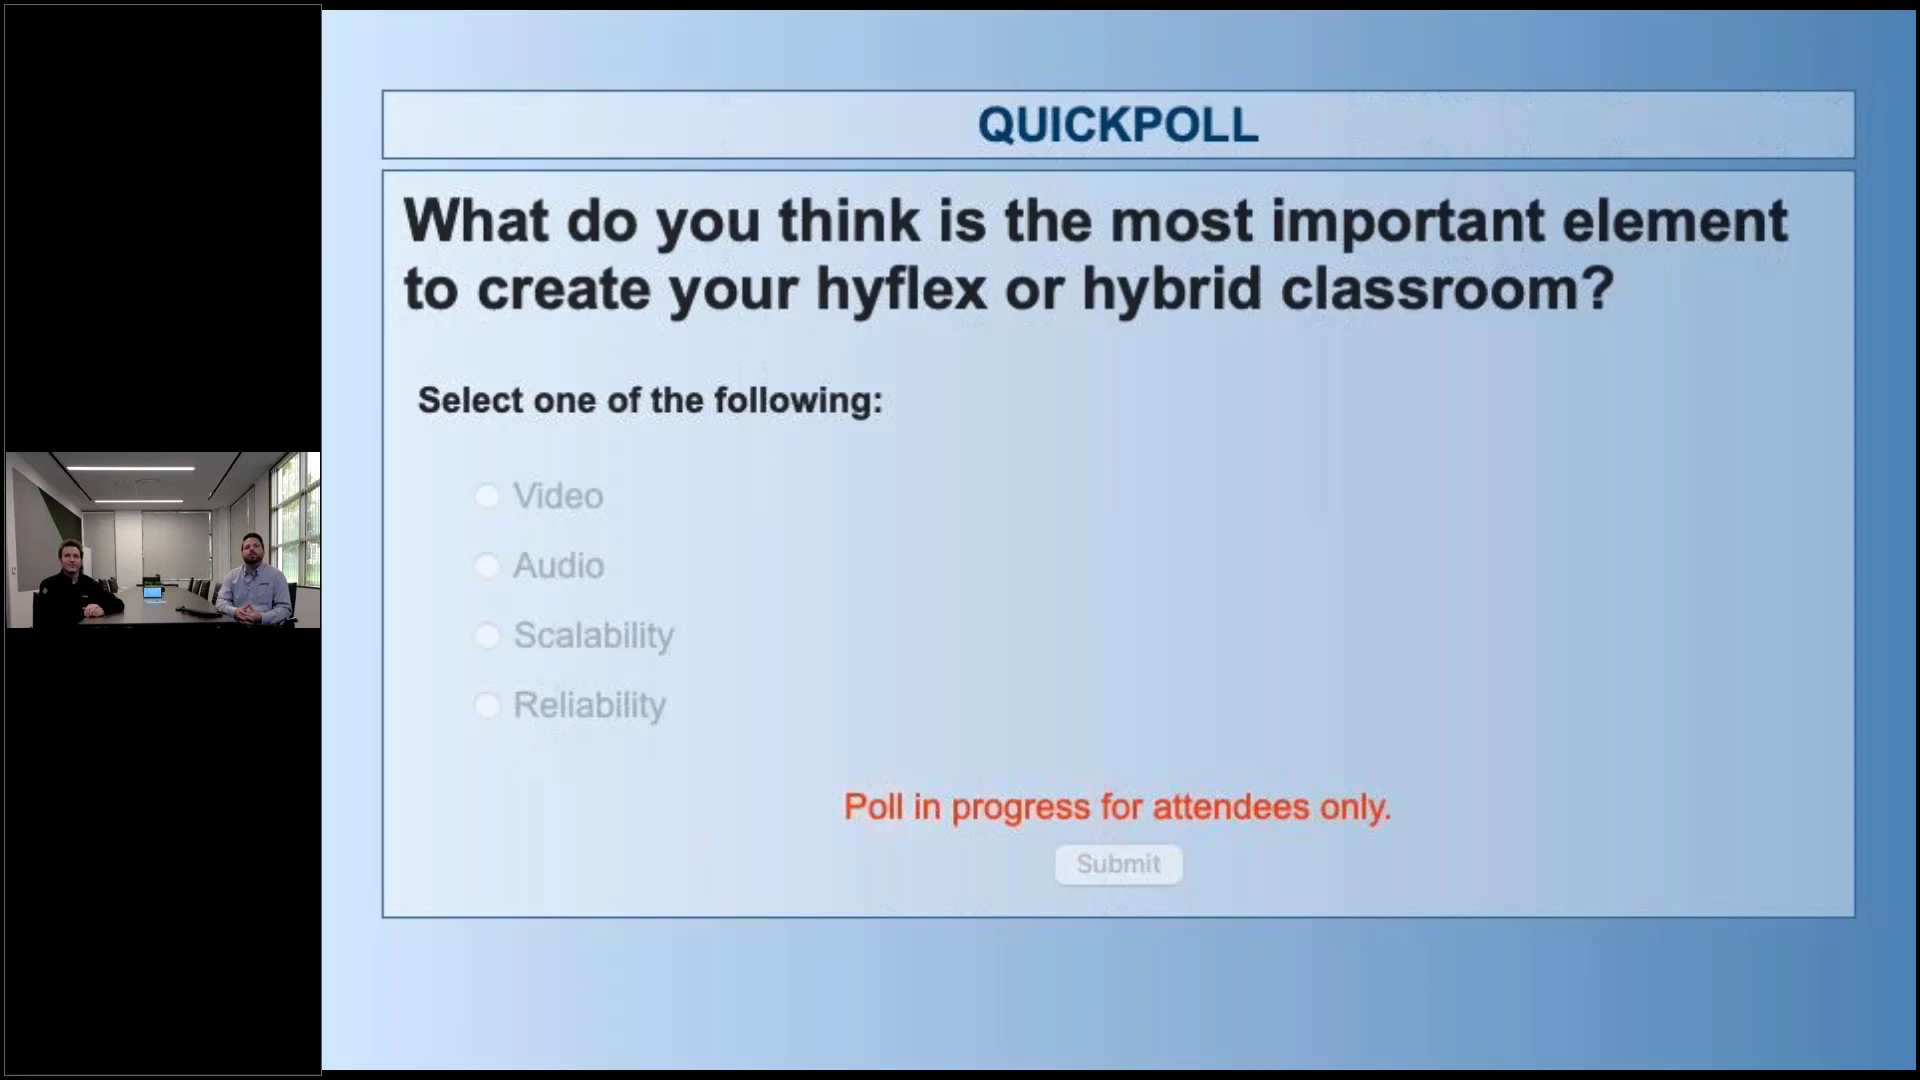 QUICKPOLL
What do you think is the most important element
to create your hyflex or hybrid classroom?
Select one of the following:
Video
Audio
Scalability
Reliability
Poll in progress for attendees only.
Submit